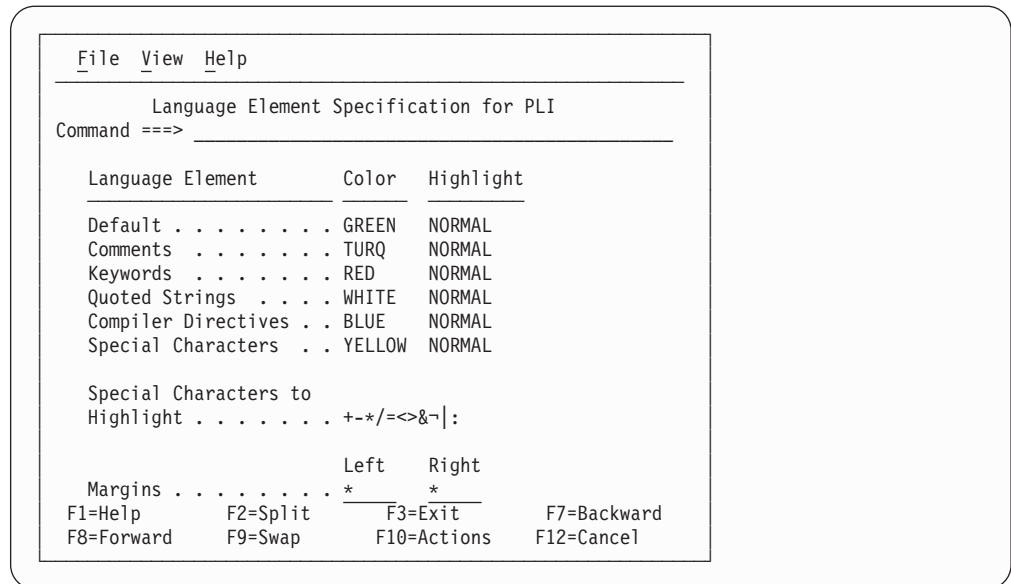 File View Help
Language Element Specification for PLI
Command ===>
Language Element Color Highlight
Default . . . . . . . . GREEN NORMAL
Comments . . . . . . . TURQ NORMAL
Keywords . . . . . . . RED NORMAL
Quoted Strings . . . . WHITE NORMAL
Compiler Directives . . BLUE NORMAL
Special Characters . . YELLOW NORMAL
Special Characters to
Highlight . . . . . . . +-*/=<>&¬|:
Left Right
Margins . . . . . . . . * *
F1=Help F2=Split F3=Exit F7=Backward
F8=Forward F9=Swap F10=Actions F12=Cancel